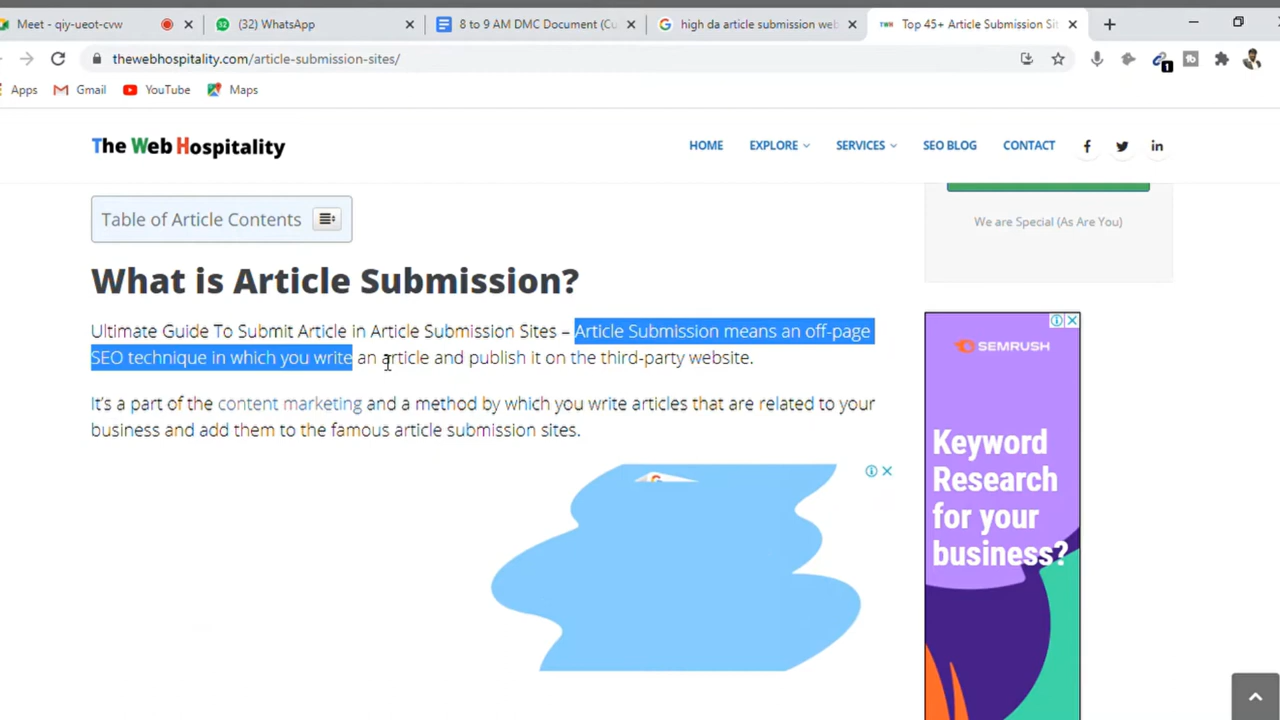 Meet - qiy-ueot-cvw
(32) WhatsApp
8 to 9 AM DMC Document (Cu
high da article submission web
TWH Top 45+ Article Submission Sit
thewebhospitality.com/article-submission-sites/
1
Apps
Gmail
YouTube
Maps
The Web Hospitality
HOME
EXPLORE
SERVICES
SEO BLOG
CONTACT
Table of Article Contents
We are Special (As Are You)
What is Article Submission?
Ultimate Guide To Submit Article in Article Submission Sites – Article Submission means an off-page
SEO technique in which you write an article and publish it on the third-party website.
It's a part of the content marketing and a method by which you write articles that are related to your
business and add them to the famous article submission sites.
SEMRUSH
Keyword
Research
for your
business?